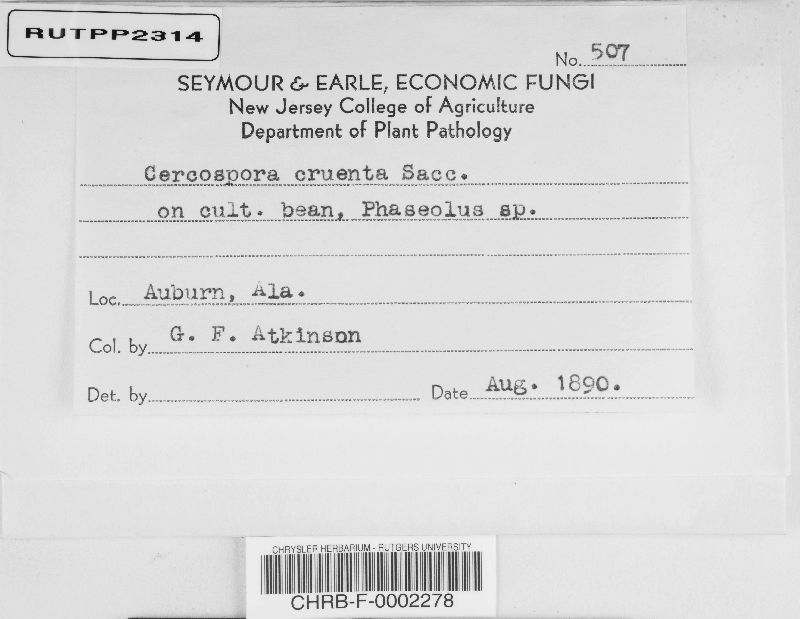 RUTPP2314
No. 507
SEYMOUR & EARLE, ECONOMIC FUNGI
New Jersey College of Agriculture
Department of Plant Pathology
Cercospora cruenta Sacc.
on cult. bean, Phaseolus sp.
Loc. Auburn, Ala.
Col. by G. F. Atkinson
Det. by
Date Aug. 1890.
CHRYSLER HERBARIUM - RUTGERS UNIVERSITY
CHRB-F-0002278